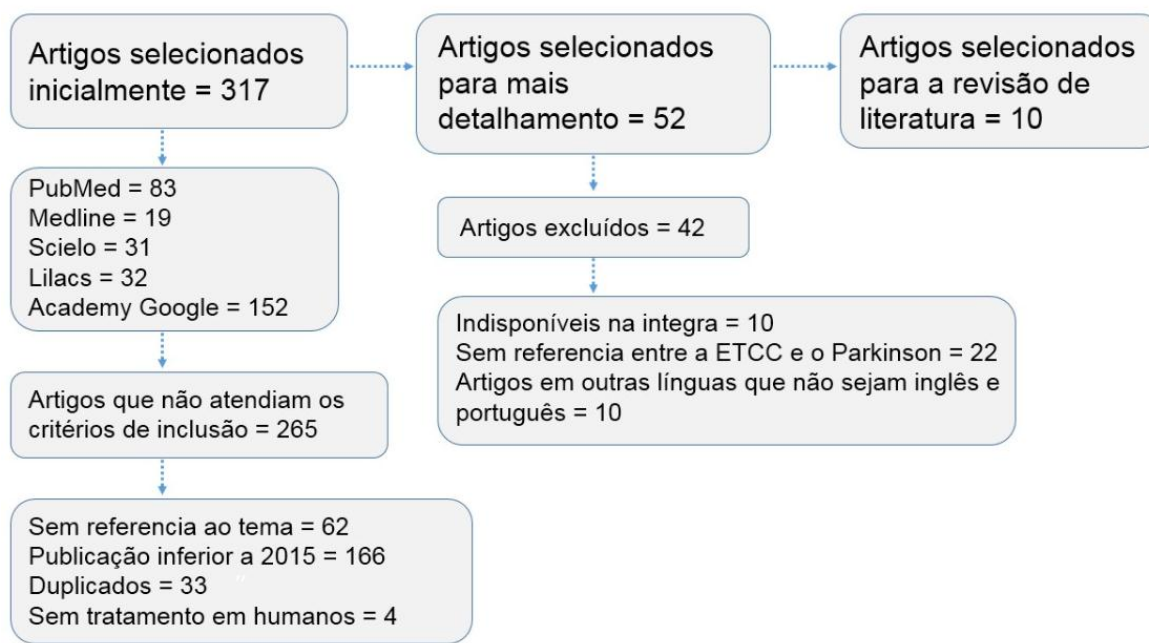 Artigos selecionados
inicialmente = 317
Artigos selecionados
para mais
detalhamento = 52
Artigos selecionados
para a revisão de
literatura = 10
PubMed = 83
Medline = 19
Scielo = 31
Lilacs = 32
Academy Google = 152
Artigos excluídos = 42
Indisponíveis na integra = 10
Sem referencia entre a ETCC e o Parkinson = 22
Artigos em outras línguas que não sejam inglês e
português = 10
Artigos que não atendiam os
critérios de inclusão = 265
Sem referencia ao tema = 62
Publicação inferior a 2015 = 166
Duplicados = 33
Sem tratamento em humanos = 4